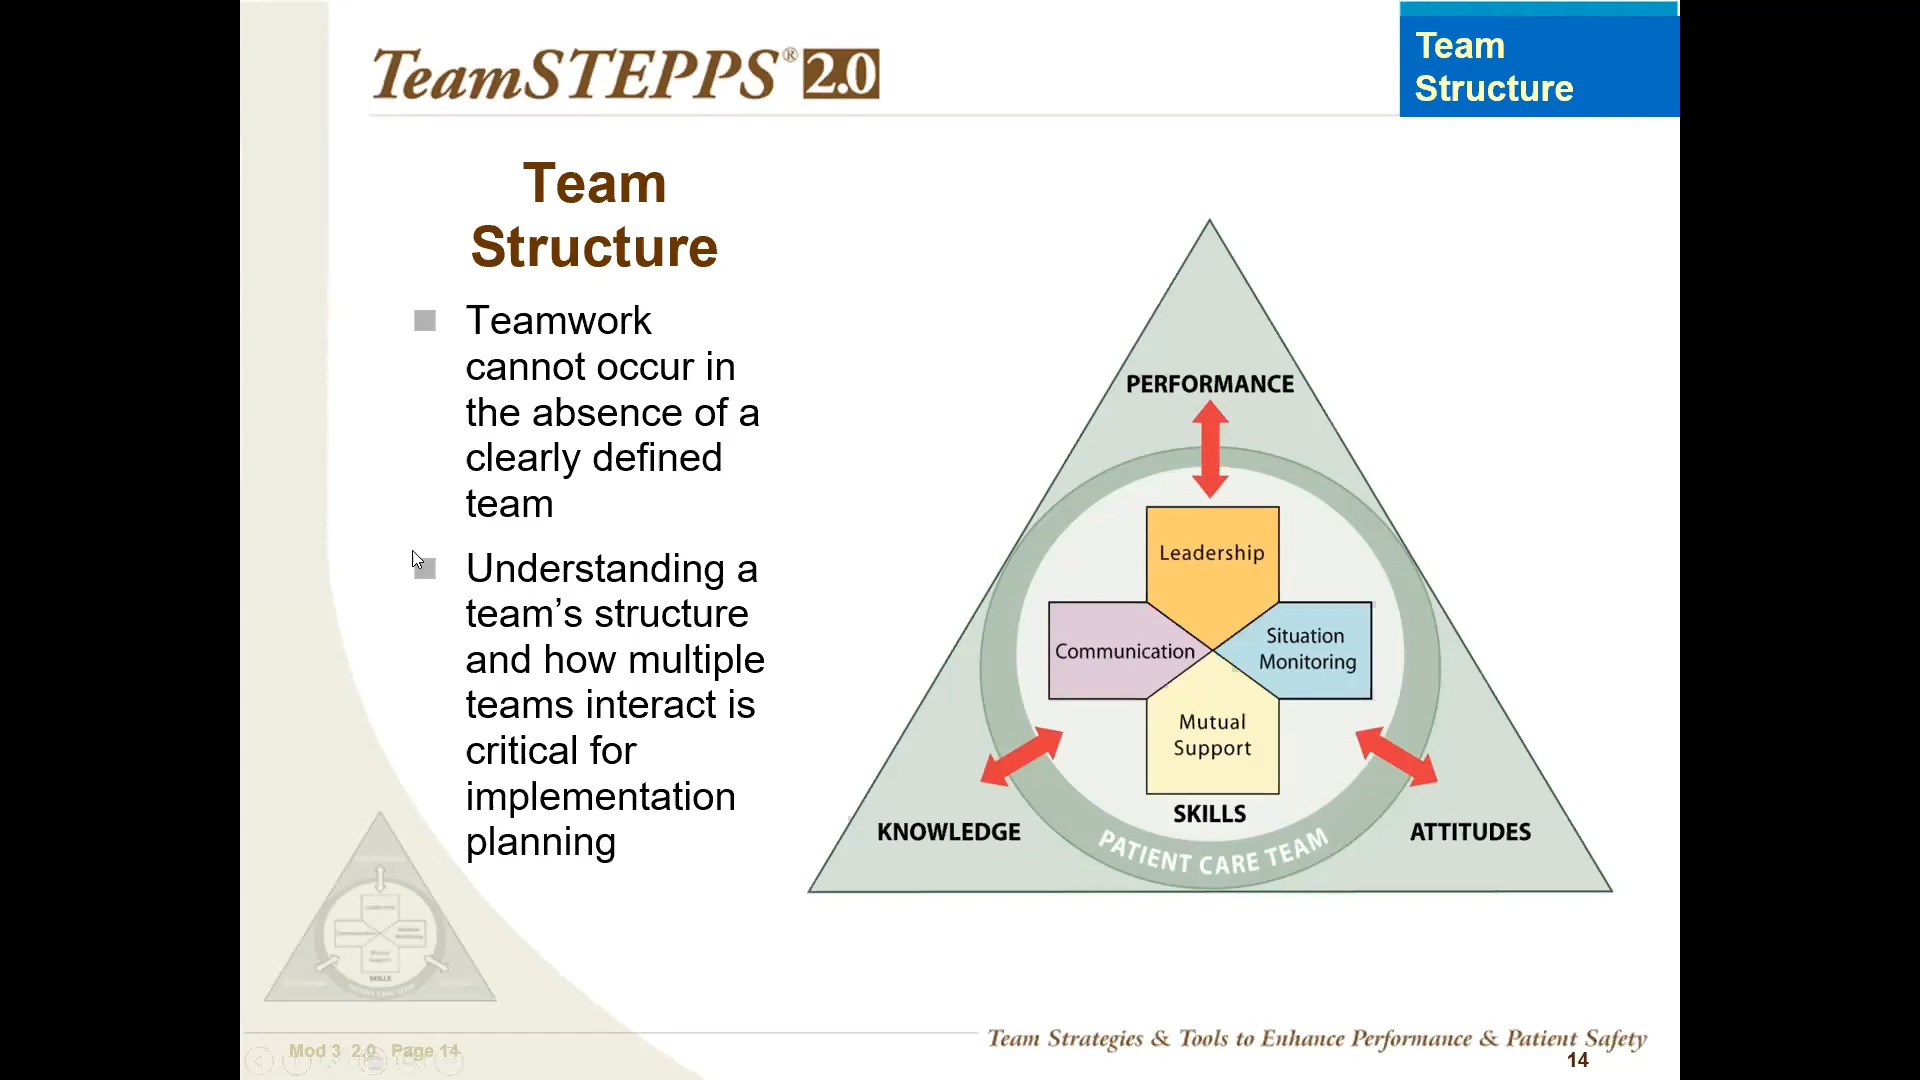 TeamSTEPPS® 2.0
Team
Structure
Team
Structure
Teamwork
cannot occur in
the absence of a
clearly defined
team
Understanding a
team’s structure
and how multiple
teams interact is
critical for
implementation
planning
PERFORMANCE
Leadership
Communication
Situation
Monitoring
Mutual
Support
SKILLS
KNOWLEDGE
ATTITUDES
PATIENT CARE TEAM
SKILLS
Mod 3 2.0 Page 14
Team Strategies & Tools to Enhance Performance & Patient Safety
14